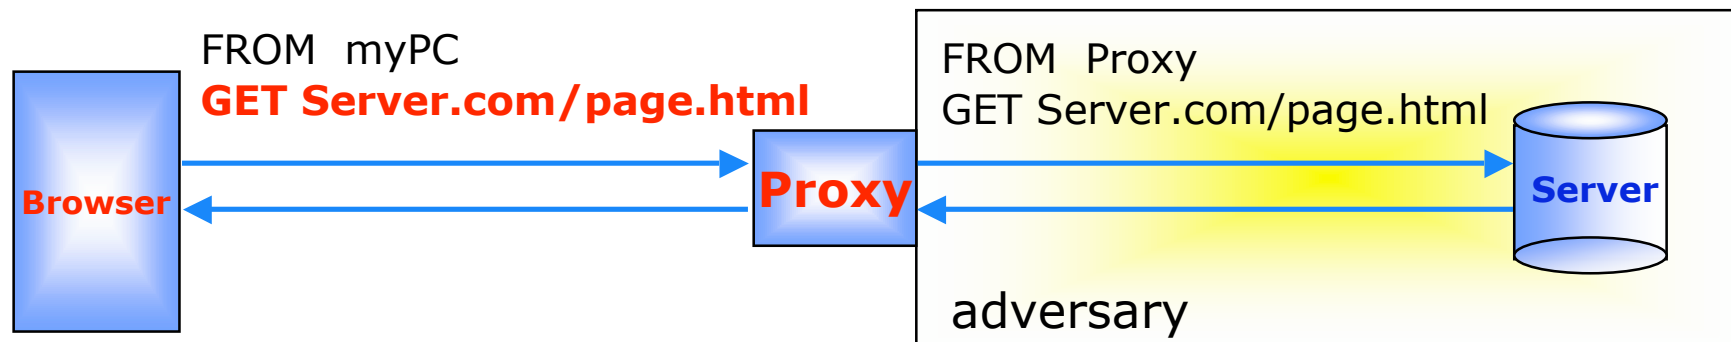 FROM myPC
GET Server.com/page.html
FROM Proxy
GET Server.com/page.html
Browser
Proxy
Server
adversary